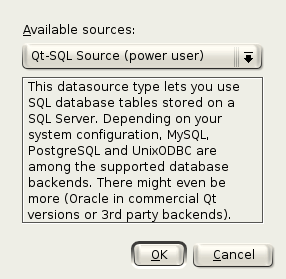 Available sources:
Qt-SQL Source (power user)
This datasource type lets you use
SQL database tables stored on a
SQL Server. Depending on your
system configuration, MySQL,
PostgreSQL and UnixODBC are
among the supported database
backends. There might even be
more (Oracle in commercial Qt
versions or 3rd party backends).
OK Cancel